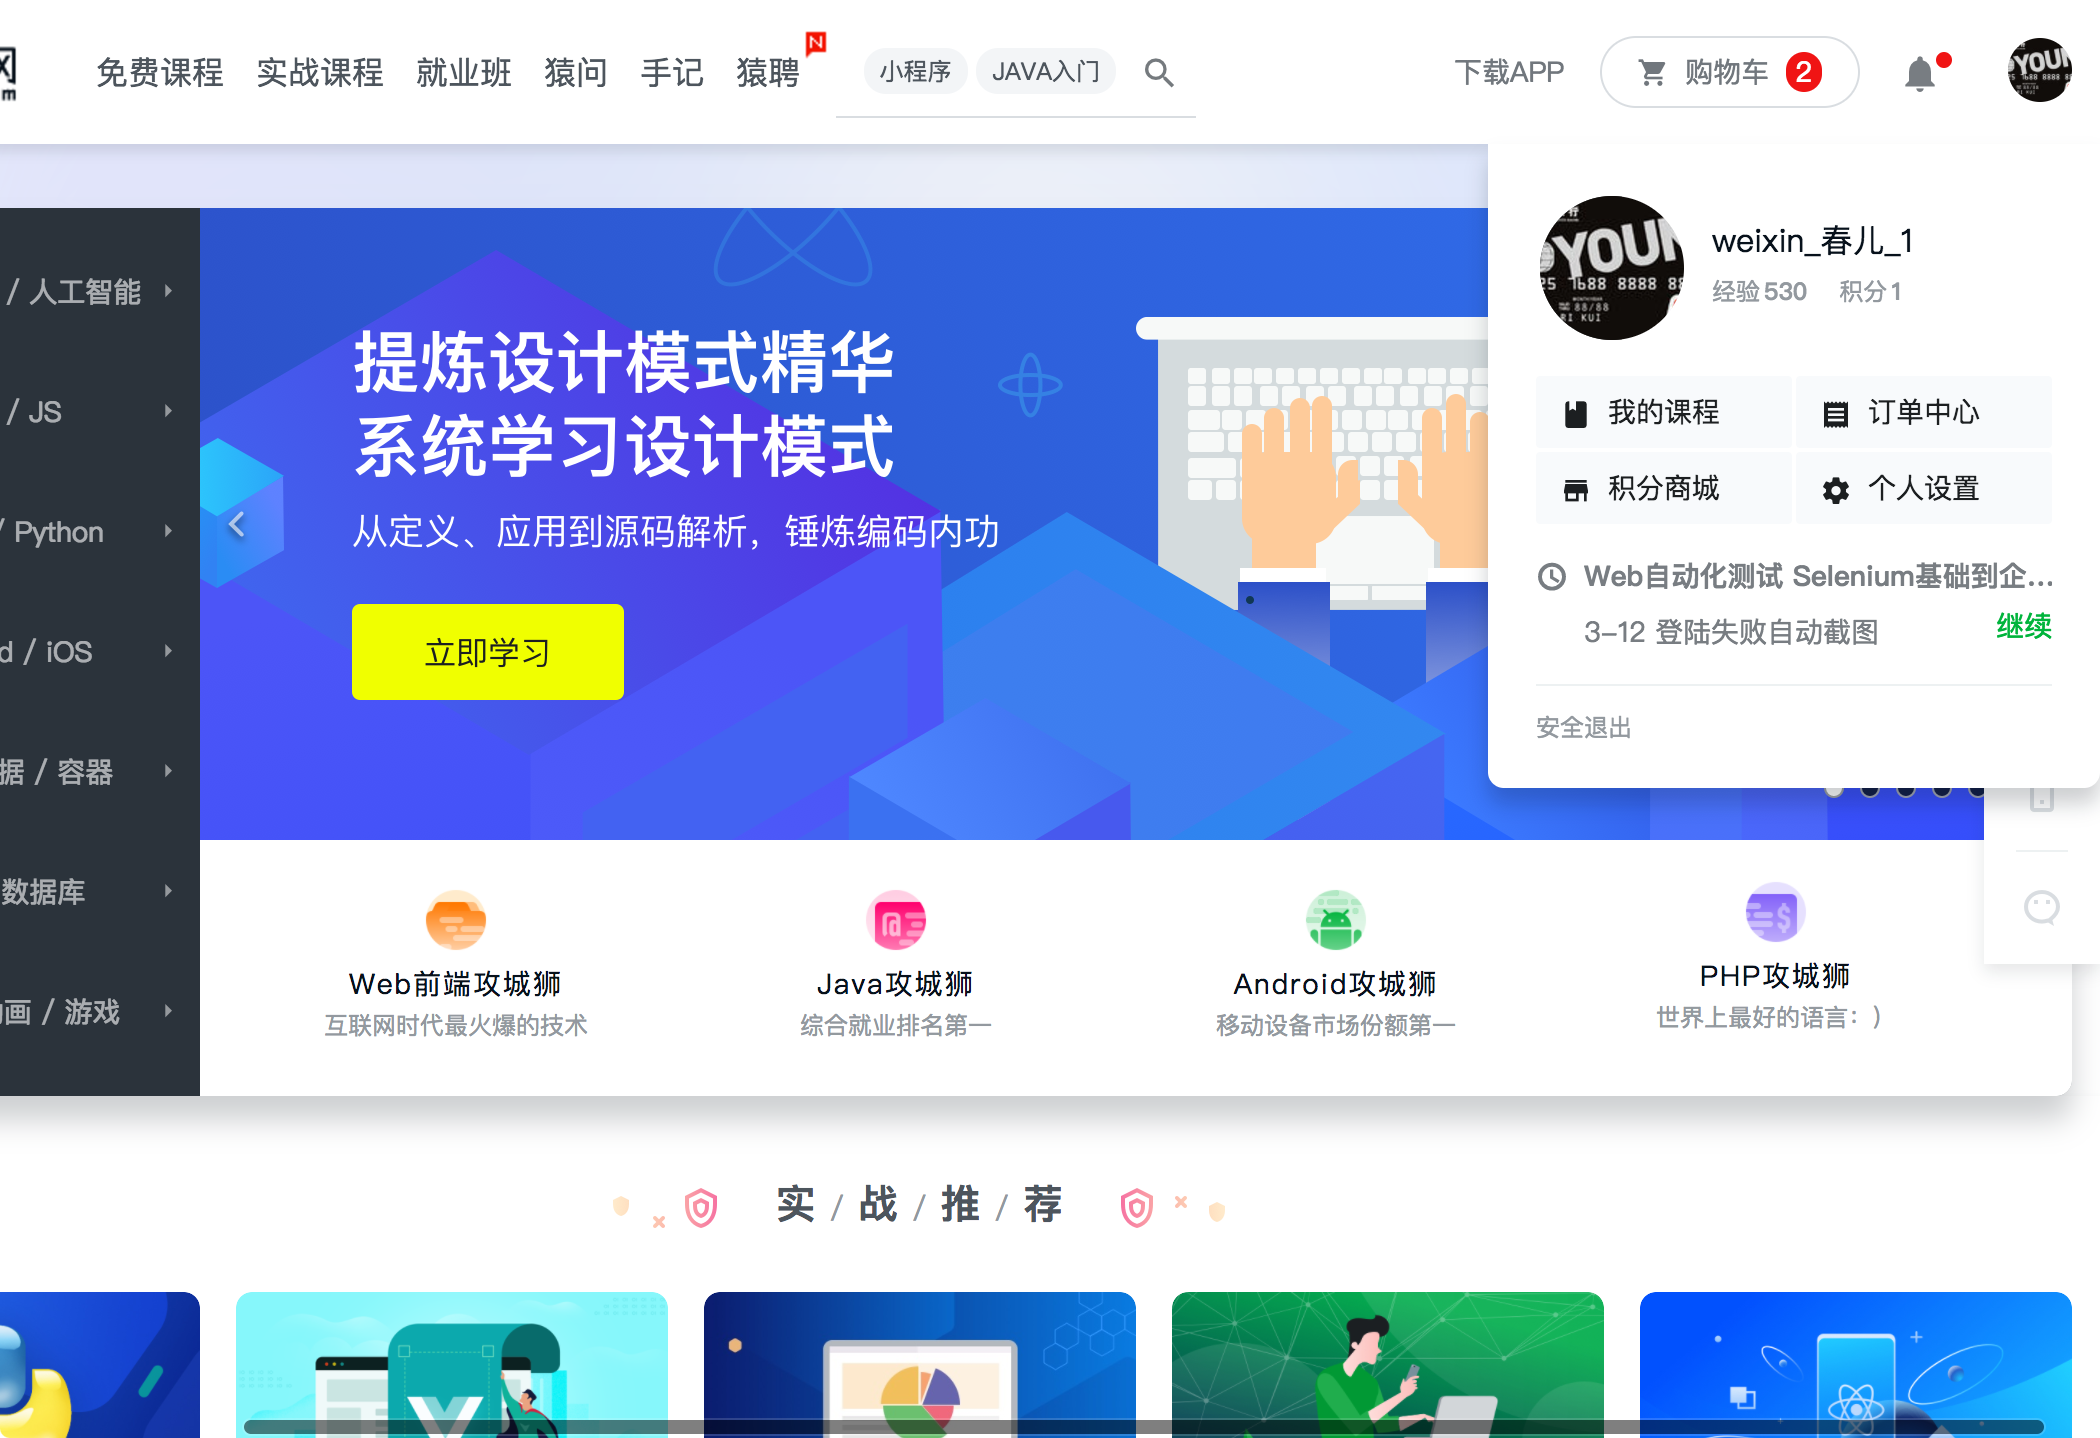 免费课程 实战课程 就业班 猿问 手记 猿聘 N 小程序 JAVA入门 下载APP 购物车 2
weixin_春儿_1
经验530 积分1
我的课程 订单中心
积分商城 个人设置
Web自动化测试 Selenium基础到企...
3-12 登陆失败自动截图 继续
安全退出
/ 人工智能
/ JS
/ Python
d / iOS
据 / 容器
数据库
画 / 游戏
提炼设计模式精华
系统学习设计模式
从定义、应用到源码解析，锤炼编码内功
立即学习
Web前端攻城狮
互联网时代最火爆的技术
Java攻城狮
综合就业排名第一
Android攻城狮
移动设备市场份额第一
PHP攻城狮
世界上最好的语言：）
实 / 战 / 推 / 荐